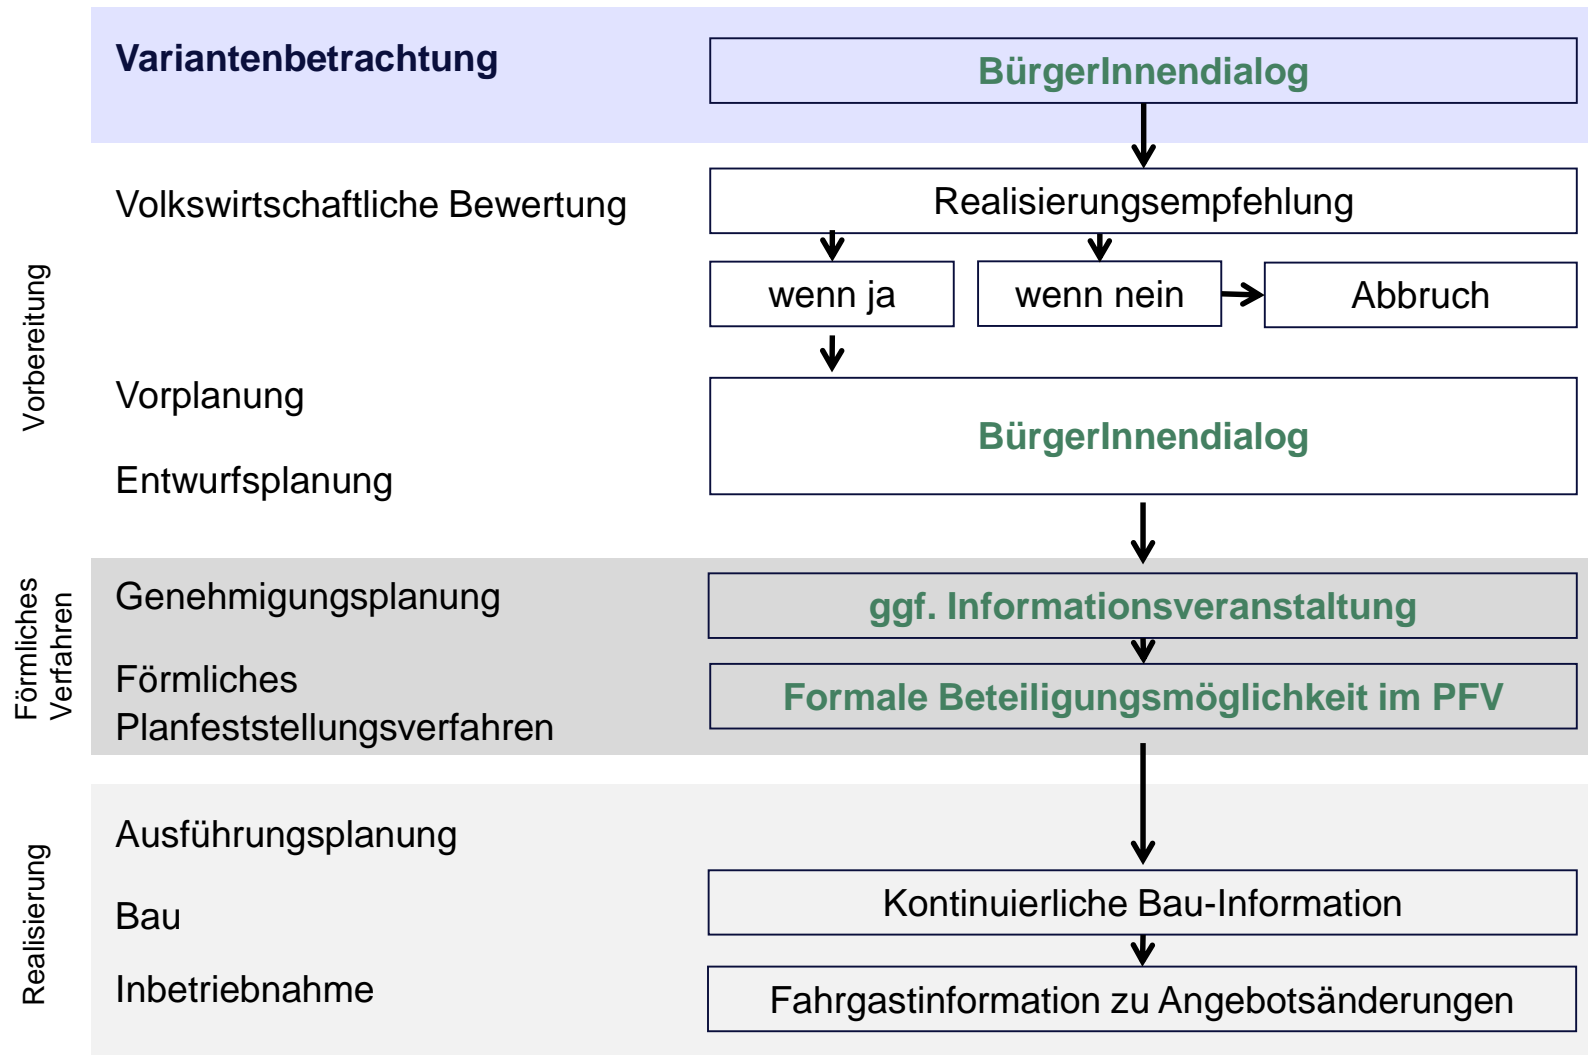 Variantenbetrachtung
BürgerInnendialog
Volkswirtschaftliche Bewertung
Realisierungsempfehlung
wenn ja
wenn nein
Abbruch
Vorbereitung
Vorplanung
BürgerInnendialog
Entwurfsplanung
Förmliches
Verfahren
Genehmigungsplanung
ggf. Informationsveranstaltung
Förmliches
Planfeststellungsverfahren
Formale Beteiligungsmöglichkeit im PFV
Realisierung
Ausführungsplanung
Bau
Kontinuierliche Bau-Information
Inbetriebnahme
Fahrgastinformation zu Angebotsänderungen